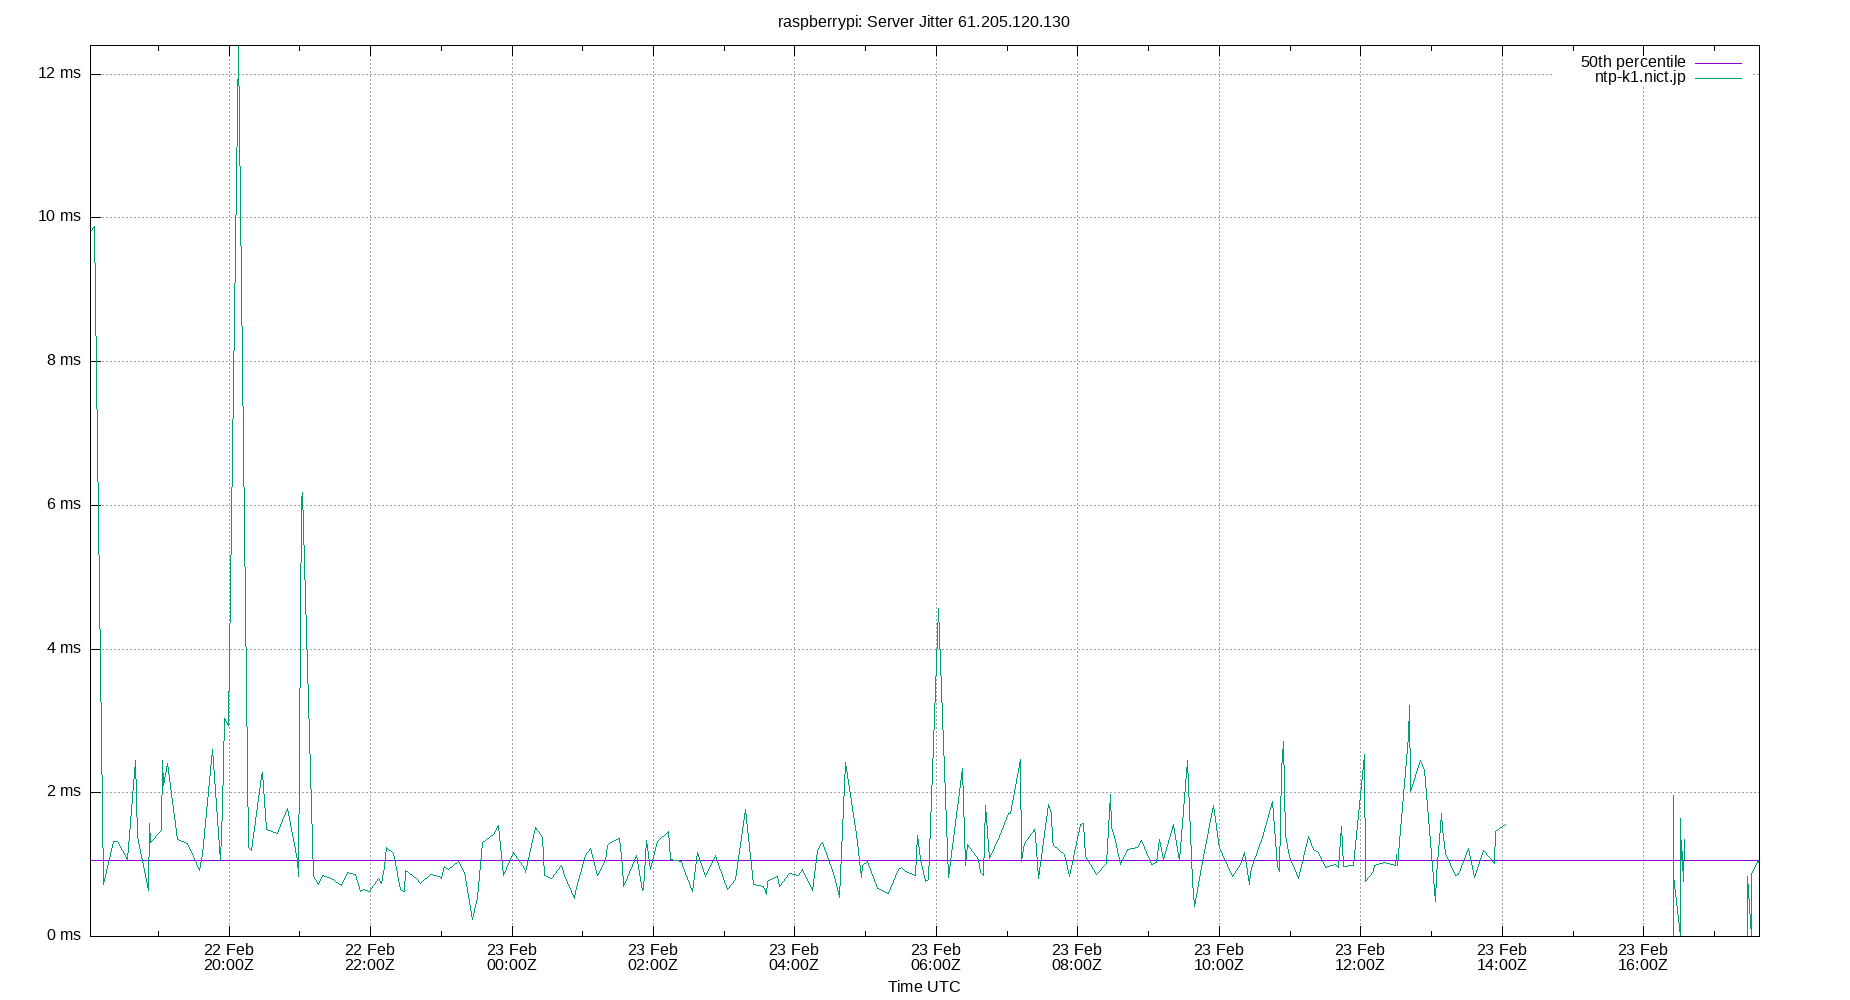 raspberrypi: Server Jitter 61.205.120.130
50th percentile
ntp-k1.nict.jp
12 ms
10 ms
8 ms
6 ms
4 ms
2 ms
0 ms
22 Feb 22 Feb 23 Feb 23 Feb 23 Feb 23 Feb 23 Feb 23 Feb 23 Feb 23 Feb 23 Feb
20:00Z 22:00Z 00:00Z 02:00Z 04:00Z 06:00Z 08:00Z 10:00Z 12:00Z 14:00Z 16:00Z
Time UTC